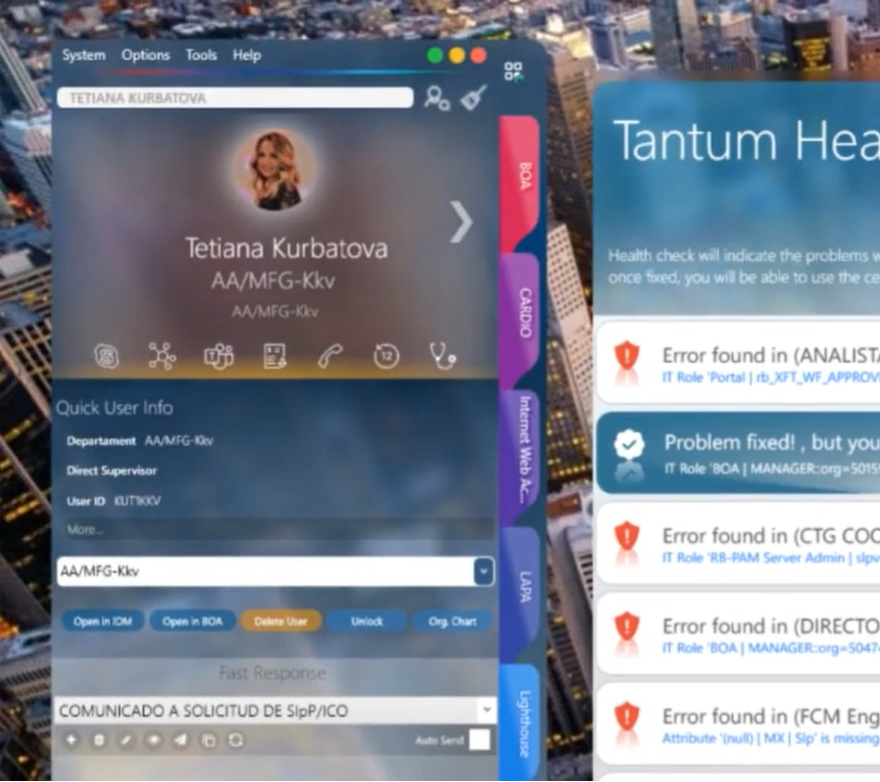 System Options Tools Help
TETIANA KURBATOVA
Tetiana Kurbatova
AA/MFG-Kkv
AA/MFG-Kkv
12
Quick User Info
Departament AA/MFG-Kkv
Direct Supervisor
User ID KUT1KKV
More...
AA/MFG-Kkv
Open in IDM Open in BOA Delete User Unlock Org. Chart
Fast Response
COMUNICADO A SOLICITUD DE SlpP/ICO
Auto Send
BOA
CARDIO
Internet Web Ac...
LAPA
Lighthouse
Tantum Hea
Health check will indicate the problems w
once fixed, you will be able to use the ce
Error found in (ANALISTA
IT Role 'Portal | rb_XFT_WF_APPROV
Problem fixed! , but you
IT Role 'BOA | MANAGER::org=5015
Error found in (CTG COO
IT Role 'RB-PAM Server Admin | slpv
Error found in (DIRECTO
IT Role 'BOA | MANAGER::org=5047
Error found in (FCM Eng
Attribute '(null) | MX | Slp' is missing